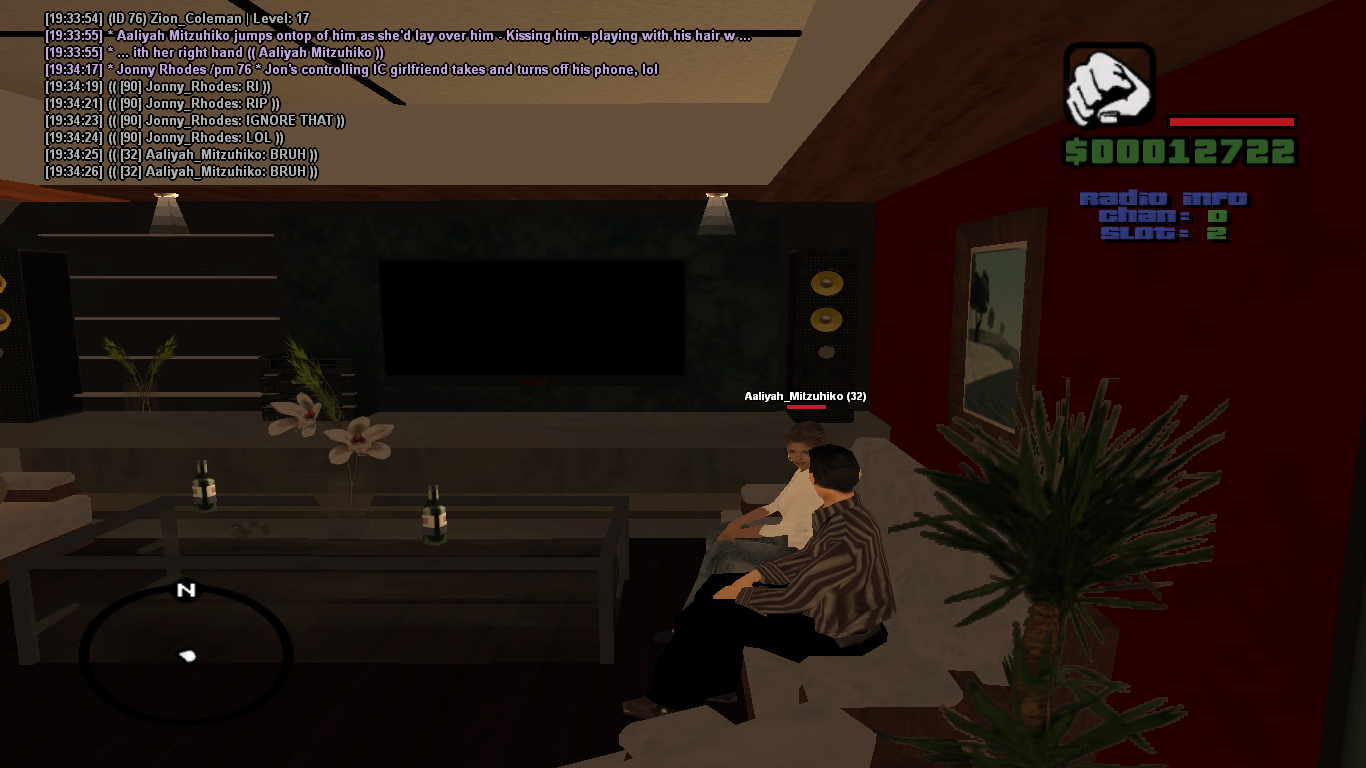 [19:33:54] (ID 76) Zion_Coleman | Level: 17
[19:33:55] * Aaliyah Mitzuhiko jumps ontop of him as she'd lay over him - Kissing him - playing with his hair w ...
[19:33:55] * ... ith her right hand (( Aaliyah Mitzuhiko ))
[19:34:17] * Jonny Rhodes /pm 76 * Jon's controlling IC girlfriend takes and turns off his phone, lol
[19:34:19] (( [90] Jonny_Rhodes: RI ))
[19:34:21] (( [90] Jonny_Rhodes: RIP ))
[19:34:23] (( [90] Jonny_Rhodes: IGNORE THAT ))
[19:34:24] (( [90] Jonny_Rhodes: LOL ))
[19:34:25] (( [32] Aaliyah_Mitzuhiko: BRUH ))
[19:34:26] (( [32] Aaliyah_Mitzuhiko: BRUH ))
$00012722
Radio Info
Chan: 0
Slot: 2
Aaliyah_Mitzuhiko (32)
N